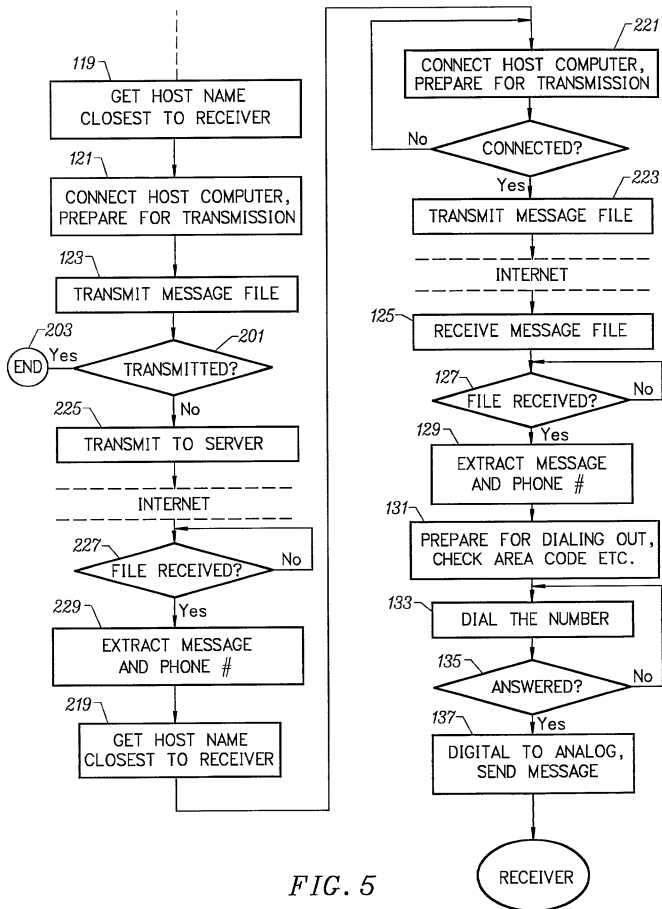 119
GET HOST NAME
CLOSEST TO RECEIVER
121
CONNECT HOST COMPUTER,
PREPARE FOR TRANSMISSION
123
TRANSMIT MESSAGE FILE
203
201
END
Yes
TRANSMITTED?
No
225
TRANSMIT TO SERVER
INTERNET
227
FILE RECEIVED?
No
Yes
229
EXTRACT MESSAGE
AND PHONE #
219
GET HOST NAME
CLOSEST TO RECEIVER
221
CONNECT HOST COMPUTER,
PREPARE FOR TRANSMISSION
No
CONNECTED?
Yes
223
TRANSMIT MESSAGE FILE
INTERNET
125
RECEIVE MESSAGE FILE
127
FILE RECEIVED?
No
Yes
129
EXTRACT MESSAGE
AND PHONE #
131
PREPARE FOR DIALING OUT,
CHECK AREA CODE ETC.
133
DIAL THE NUMBER
135
ANSWERED?
No
Yes
137
DIGITAL TO ANALOG,
SEND MESSAGE
RECEIVER
FIG. 5